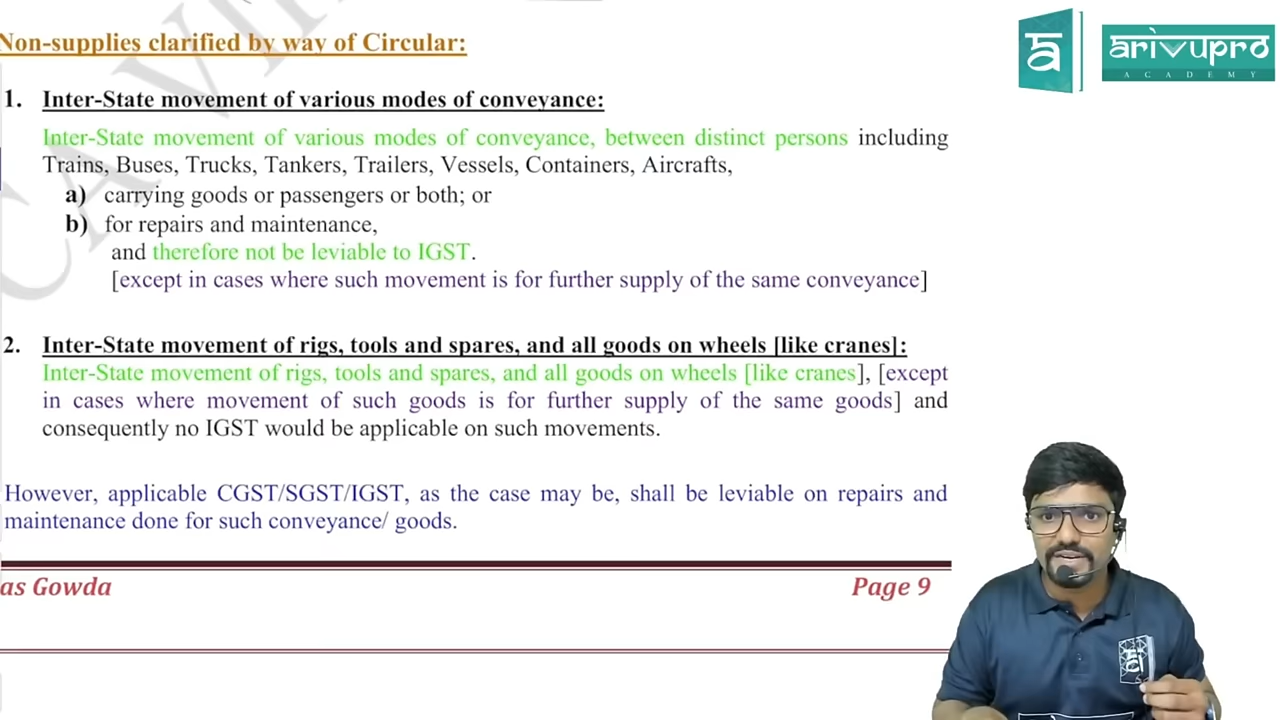 Non-supplies clarified by way of Circular:
arivupro
ACADEMY
1. Inter-State movement of various modes of conveyance:
Inter-State movement of various modes of conveyance, between distinct persons including
Trains, Buses, Trucks, Tankers, Trailers, Vessels, Containers, Aircrafts,
a) carrying goods or passengers or both; or
b) for repairs and maintenance,
and therefore not be leviable to IGST.
[except in cases where such movement is for further supply of the same conveyance]
2. Inter-State movement of rigs, tools and spares, and all goods on wheels [like cranes]:
Inter-State movement of rigs, tools and spares, and all goods on wheels [like cranes], [except
in cases where movement of such goods is for further supply of the same goods] and
consequently no IGST would be applicable on such movements.
However, applicable CGST/SGST/IGST, as the case may be, shall be leviable on repairs and
maintenance done for such conveyance/ goods.
as Gowda
Page 9
CA VIT